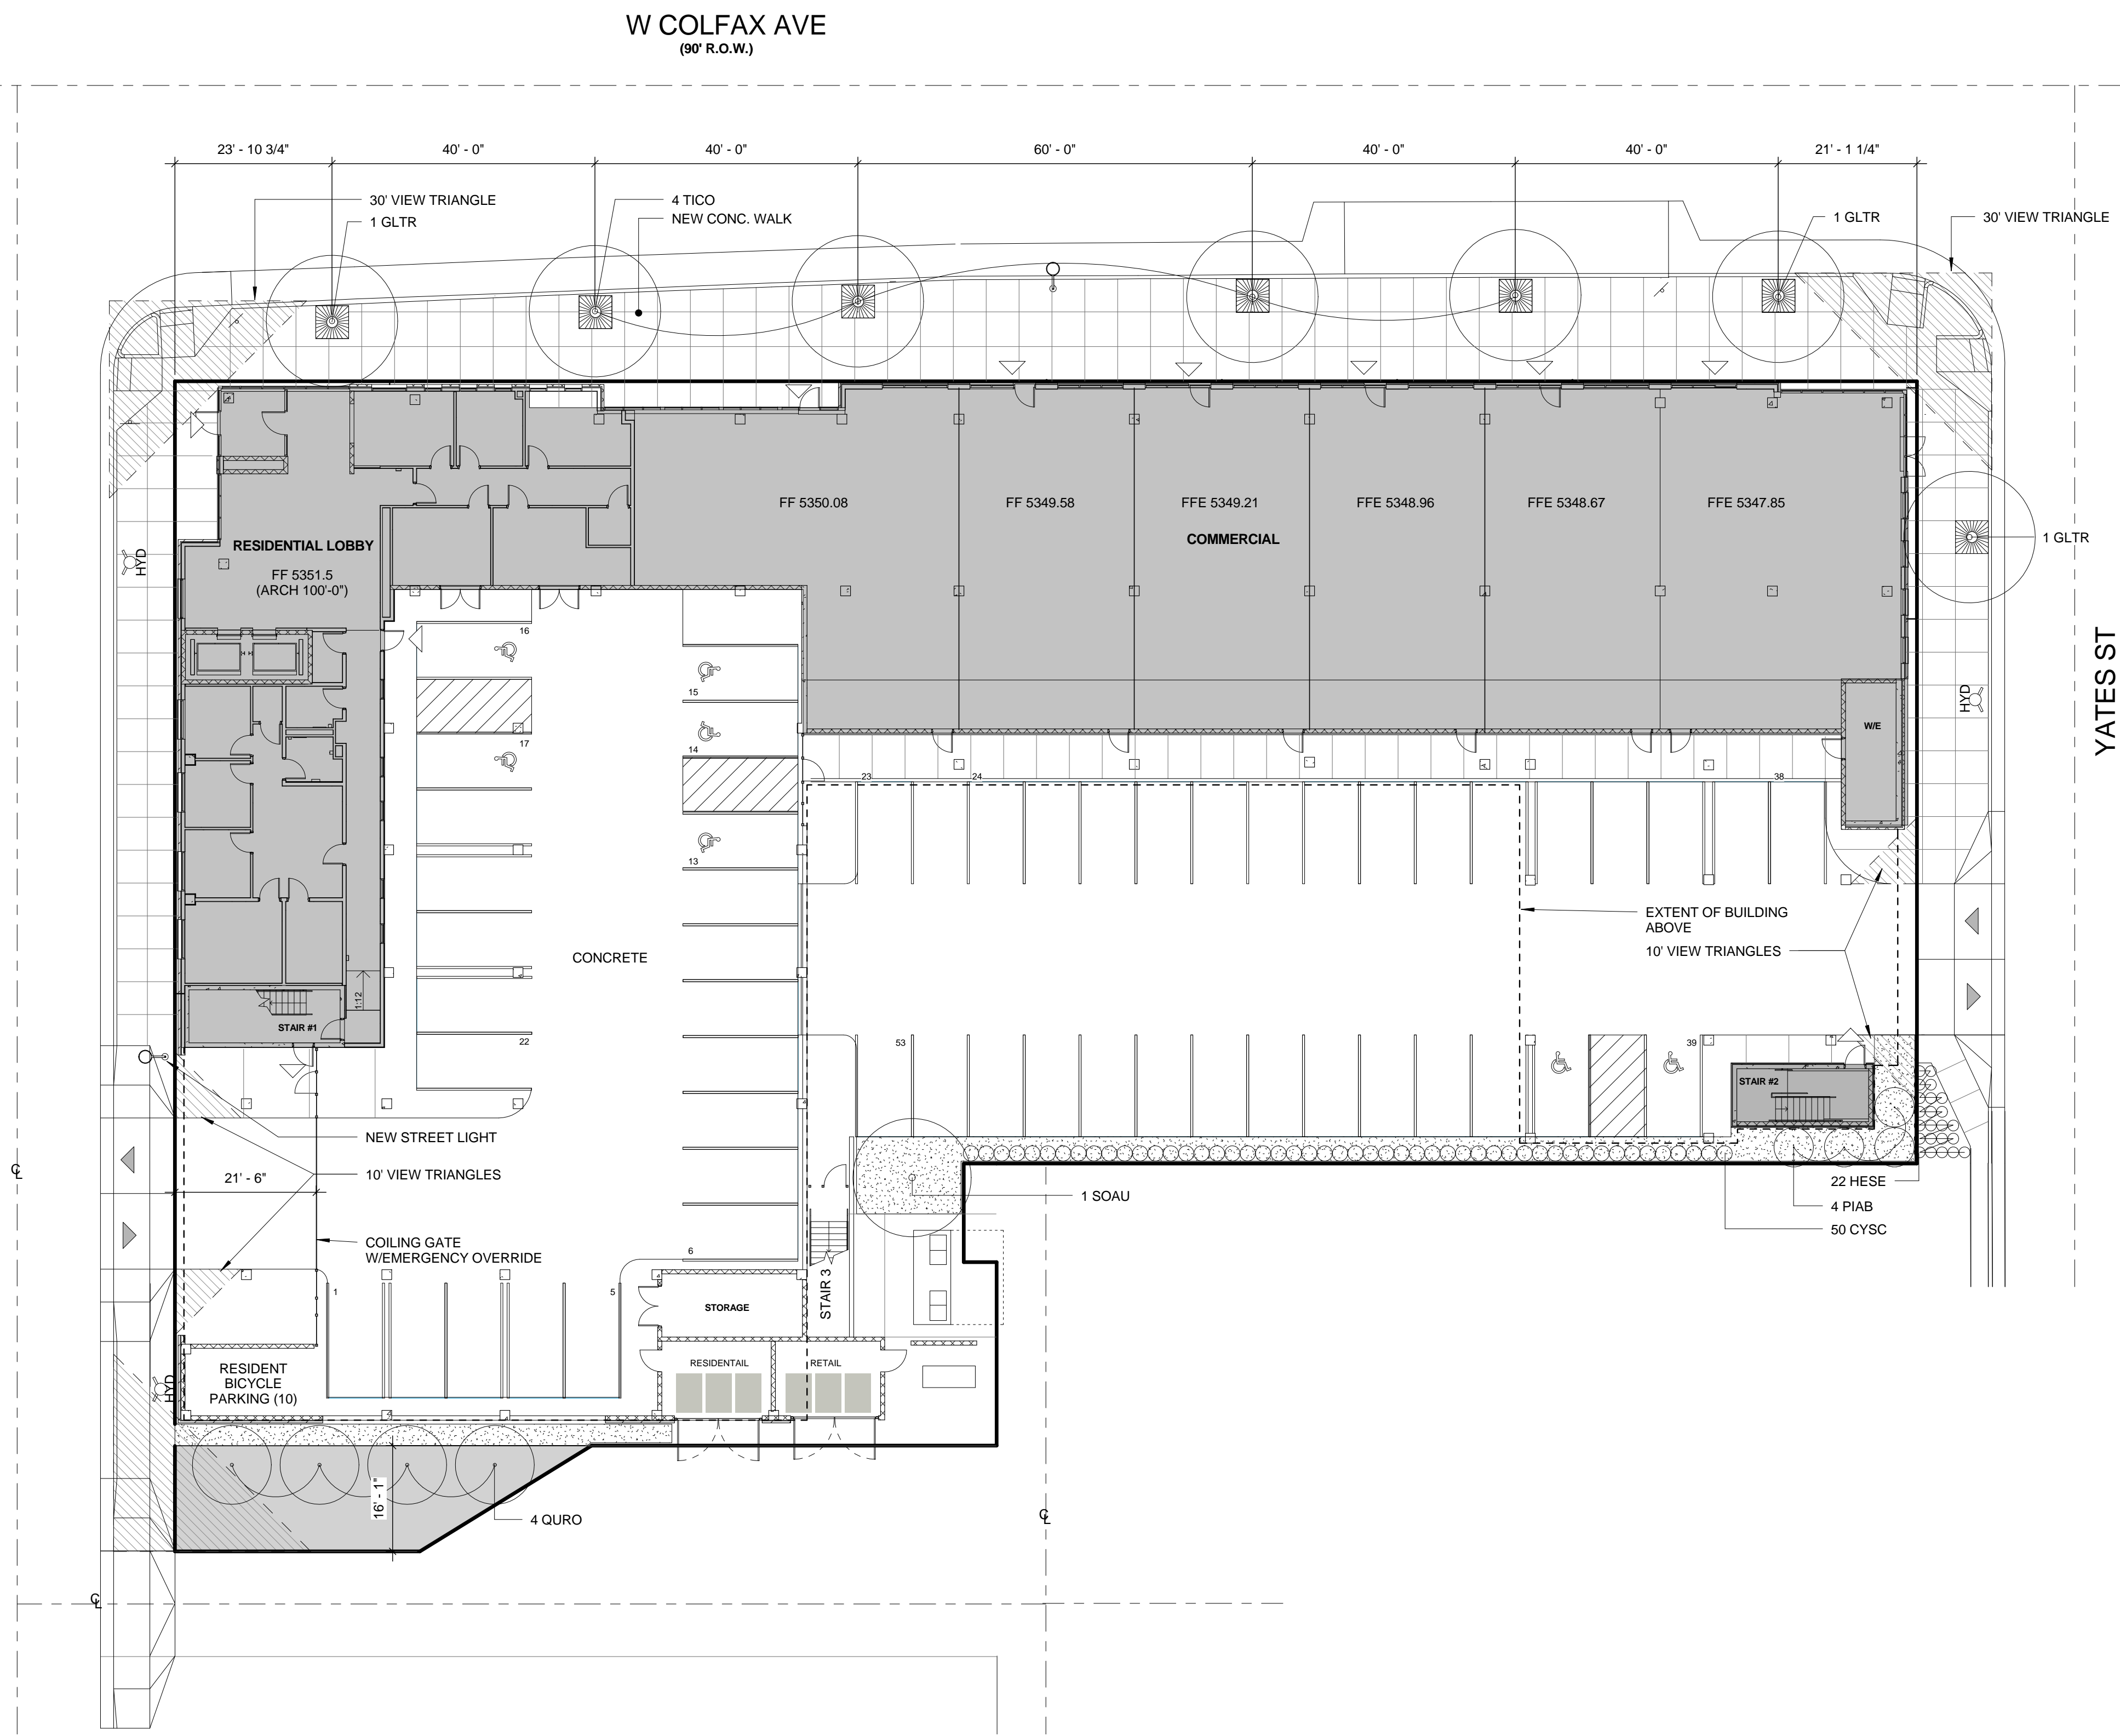 W COLFAX AVE
(90' R.O.W.)
23' - 10 3/4"
40' - 0"
40' - 0"
60' - 0"
40' - 0"
40' - 0"
21' - 1 1/4"
30' VIEW TRIANGLE
1 GLTR
4 TICO
NEW CONC. WALK
1 GLTR
30' VIEW TRIANGLE
FF 5350.08
FF 5349.58
FFE 5349.21
FFE 5348.96
FFE 5348.67
FFE 5347.85
RESIDENTIAL LOBBY
COMMERCIAL
1 GLTR
HYD
FF 5351.5
(ARCH 100'-0")
16
15
14
17
13
HYD
YATES ST
W/E
23
24
38
EXTENT OF BUILDING
ABOVE
10' VIEW TRIANGLES
CONCRETE
1:12
STAIR #1
22
53
39
STAIR #2
NEW STREET LIGHT
10' VIEW TRIANGLES
21' - 6"
CL
1 SOAU
22 HESE
4 PIAB
50 CYSC
COILING GATE
W/EMERGENCY OVERRIDE
6
1
5
STORAGE
STAIR 3
RESIDENTAIL
RETAIL
RESIDENT
BICYCLE
PARKING (10)
HYD
16' - 1"
4 QURO
CL
CL